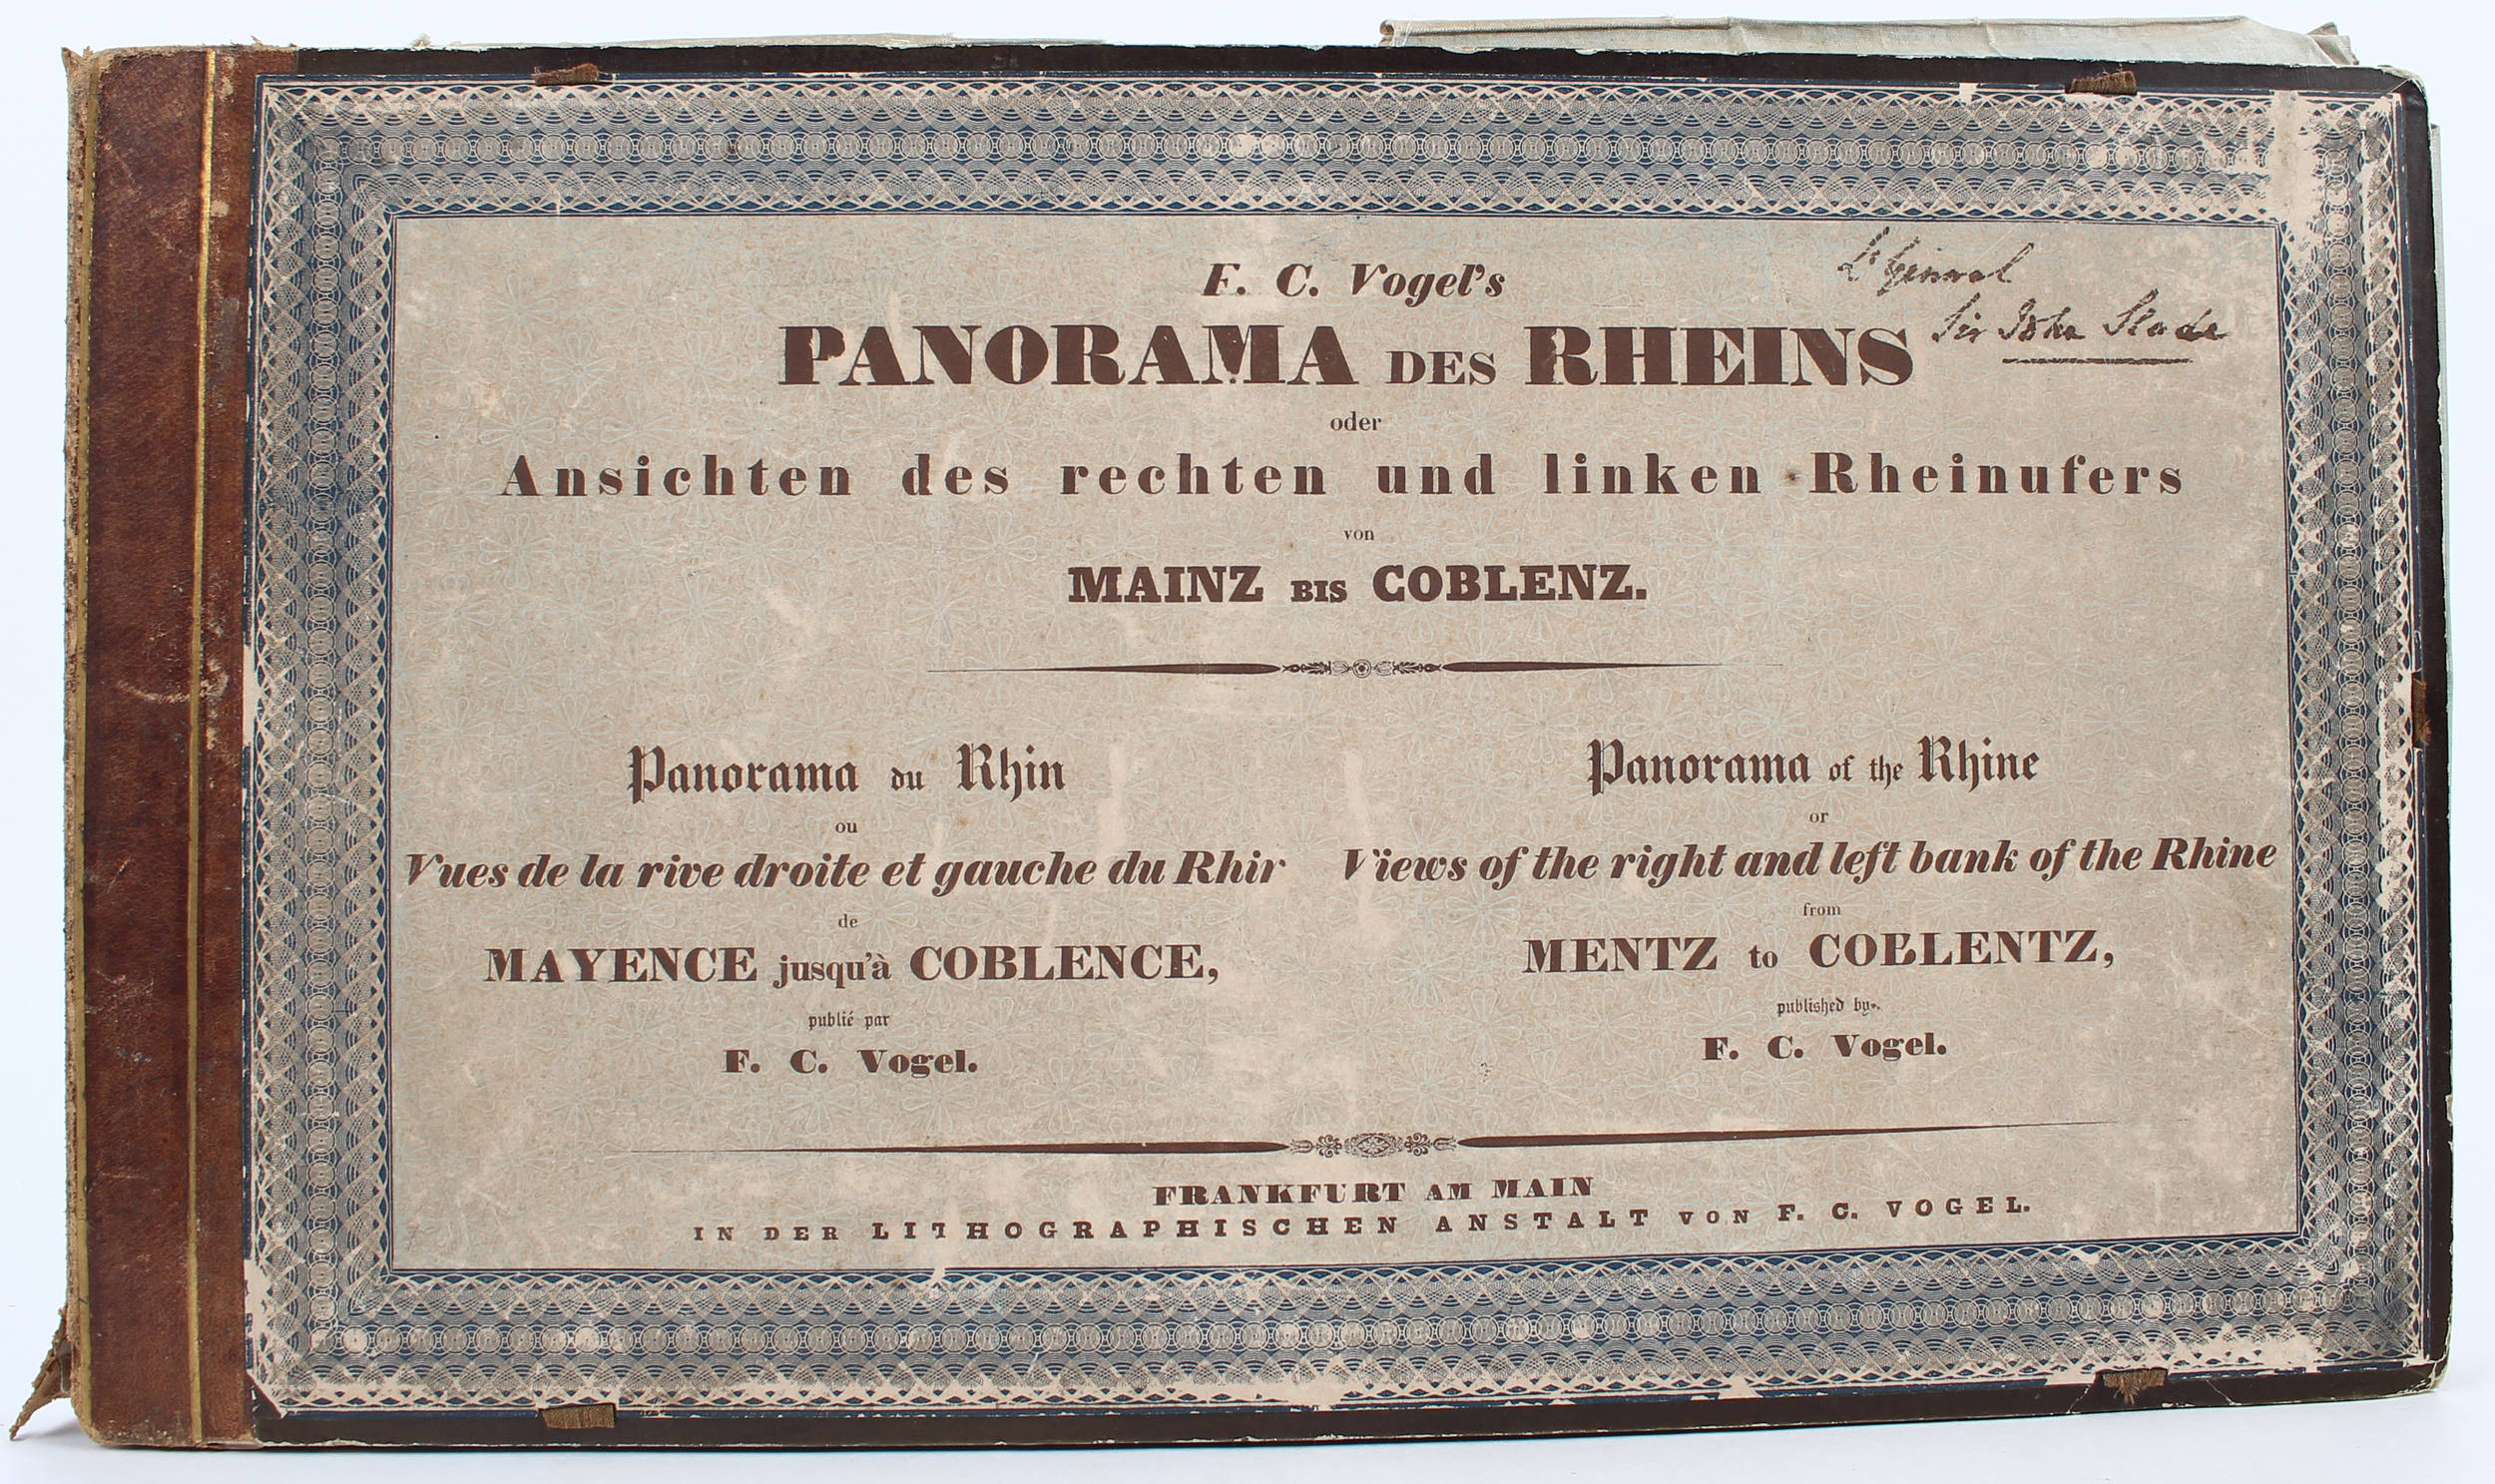 F. C. Vogel's
Lt General
Sir John Slade
PANORAMA DES RHEINS
oder
Ansichten des rechten und linken Rheinufers
von
MAINZ BIS COBLENZ.
Panorama du Rhin
ou
Vues de la rive droite et gauche du Rhin
de
MAYENCE jusqu'à COBLENCE,
publié par
F. C. Vogel.
Panorama of the Rhine
or
Views of the right and left bank of the Rhine
from
MENTZ to COBLENTZ,
published by
F. C. Vogel.
FRANKFURT AM MAIN
IN DER LITHOGRAPHISCHEN ANSTALT VON F. C. VOGEL.